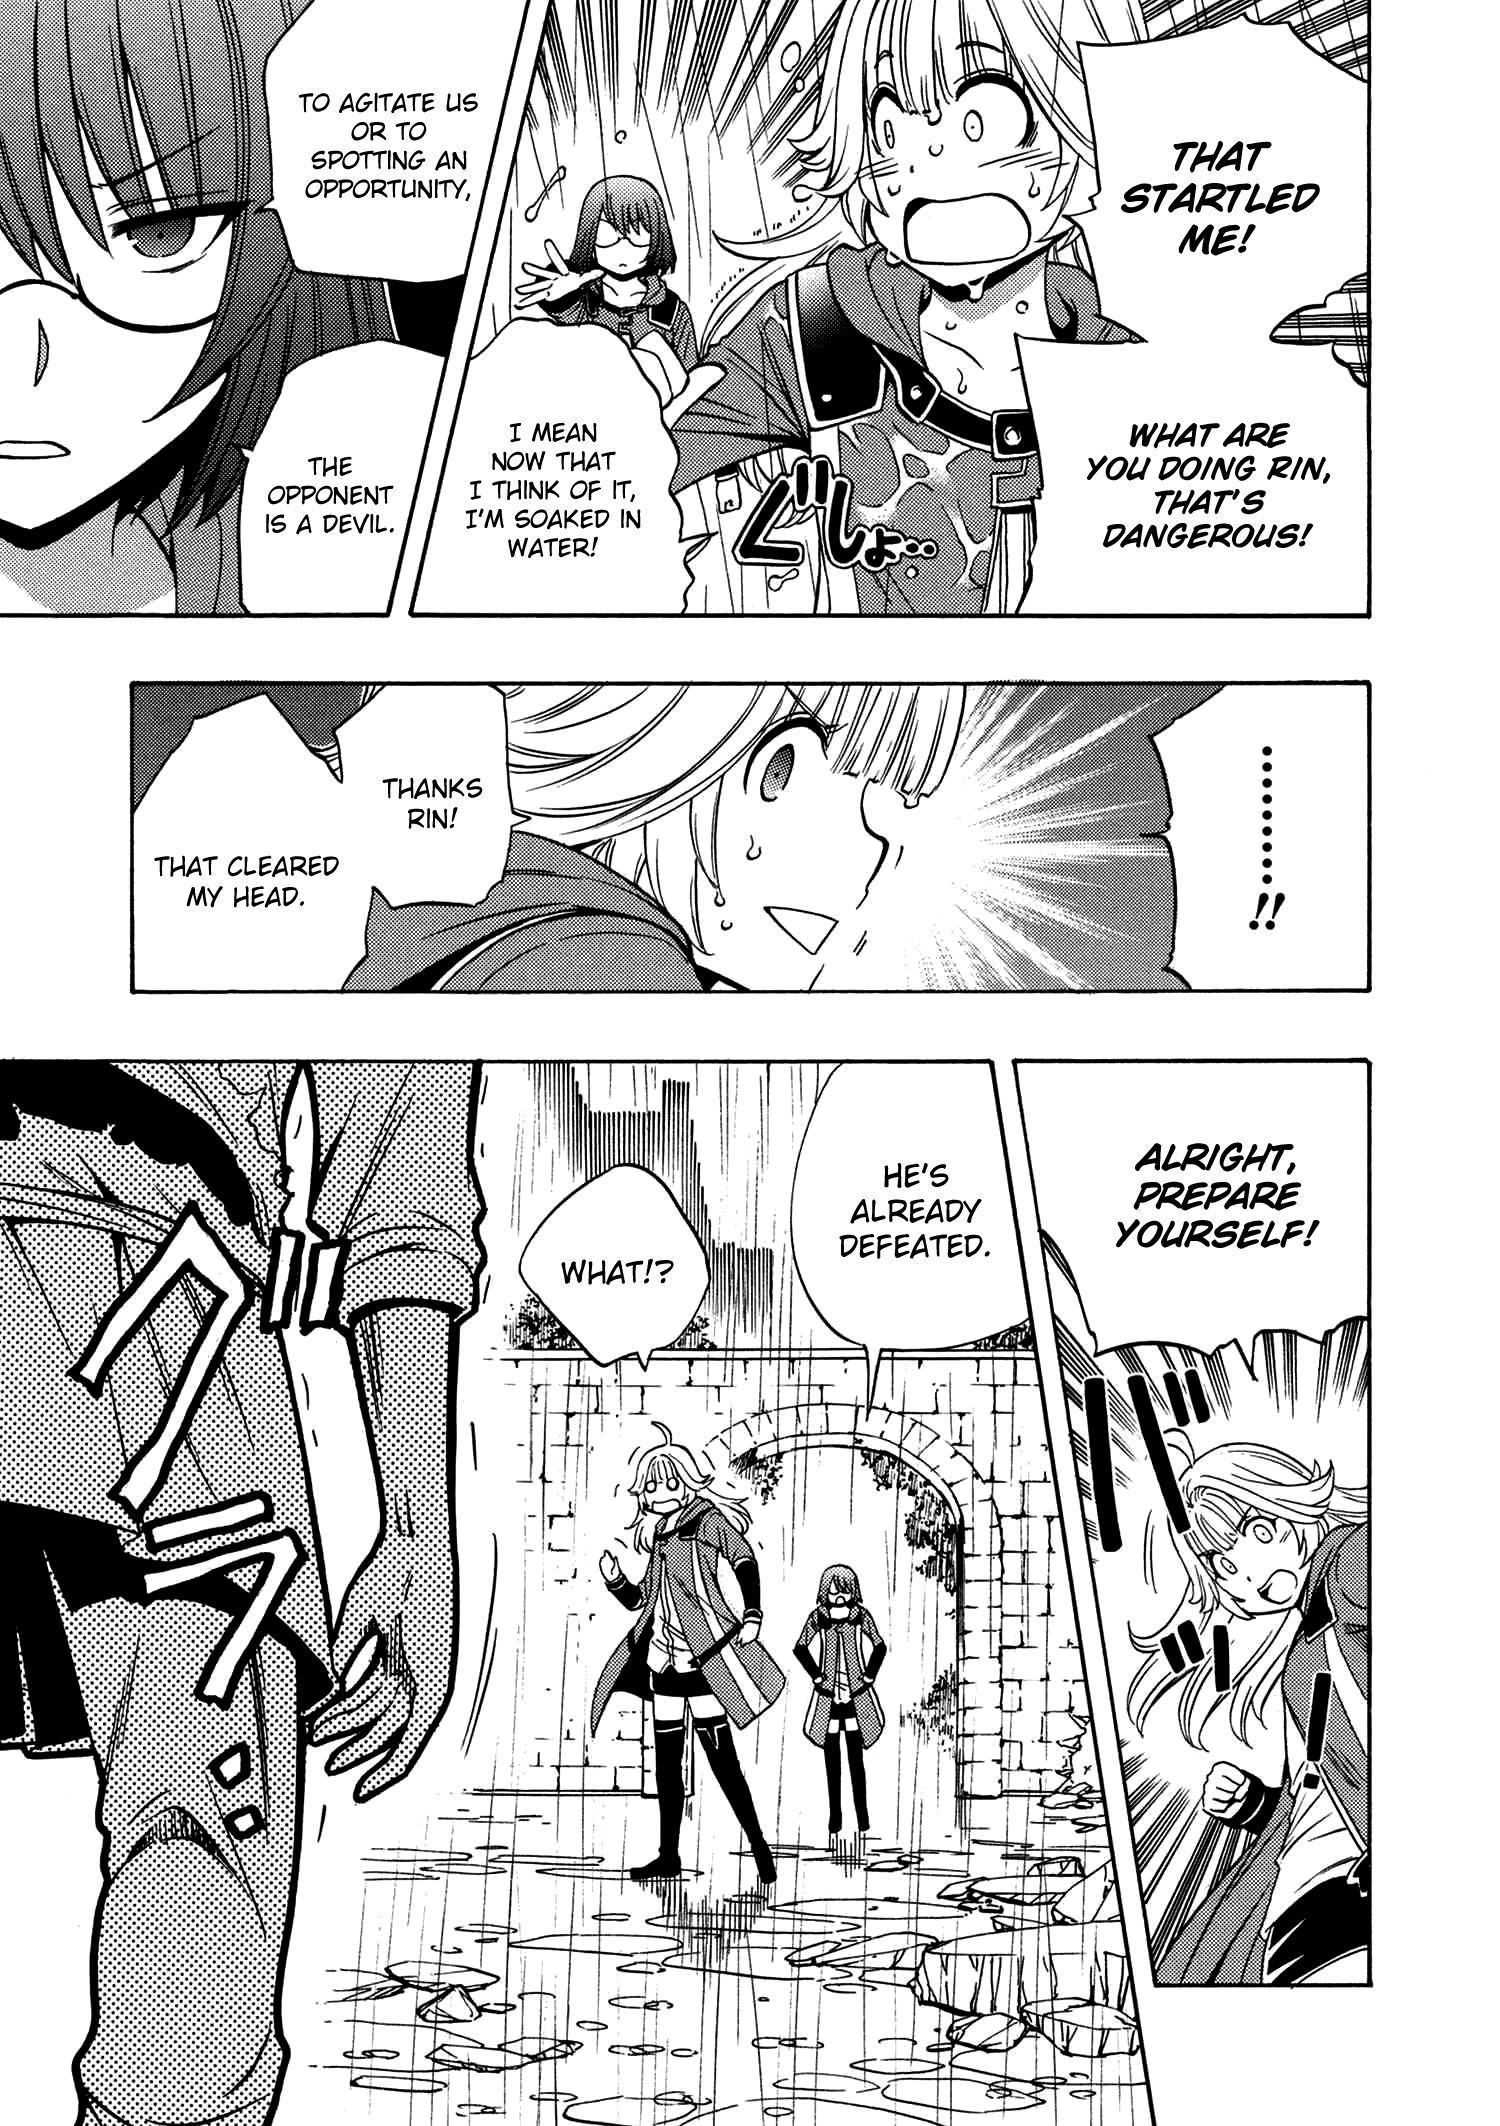 THAT
STARTLED
ME!
WHAT ARE
YOU DOING RIN,
THAT'S
DANGEROUS!
ぐしょ…
I MEAN
NOW THAT
I THINK OF IT,
I'M SOAKED IN
WATER!
TO AGITATE US
OR TO
SPOTTING AN
OPPORTUNITY,
THE
OPPONENT
IS A DEVIL.
………!!
THANKS
RIN!
THAT CLEARED
MY HEAD.
ALRIGHT,
PREPARE
YOURSELF!
HE'S
ALREADY
DEFEATED.
WHAT!?
グラ